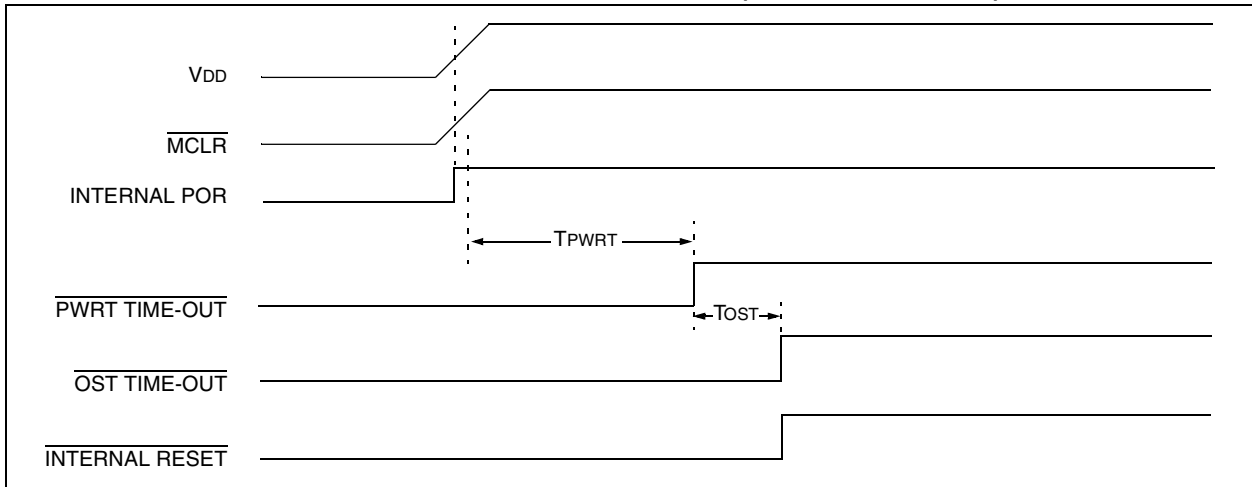 VDD
MCLR
INTERNAL POR
TPWRT
PWRT TIME-OUT
TOST
OST TIME-OUT
INTERNAL RESET